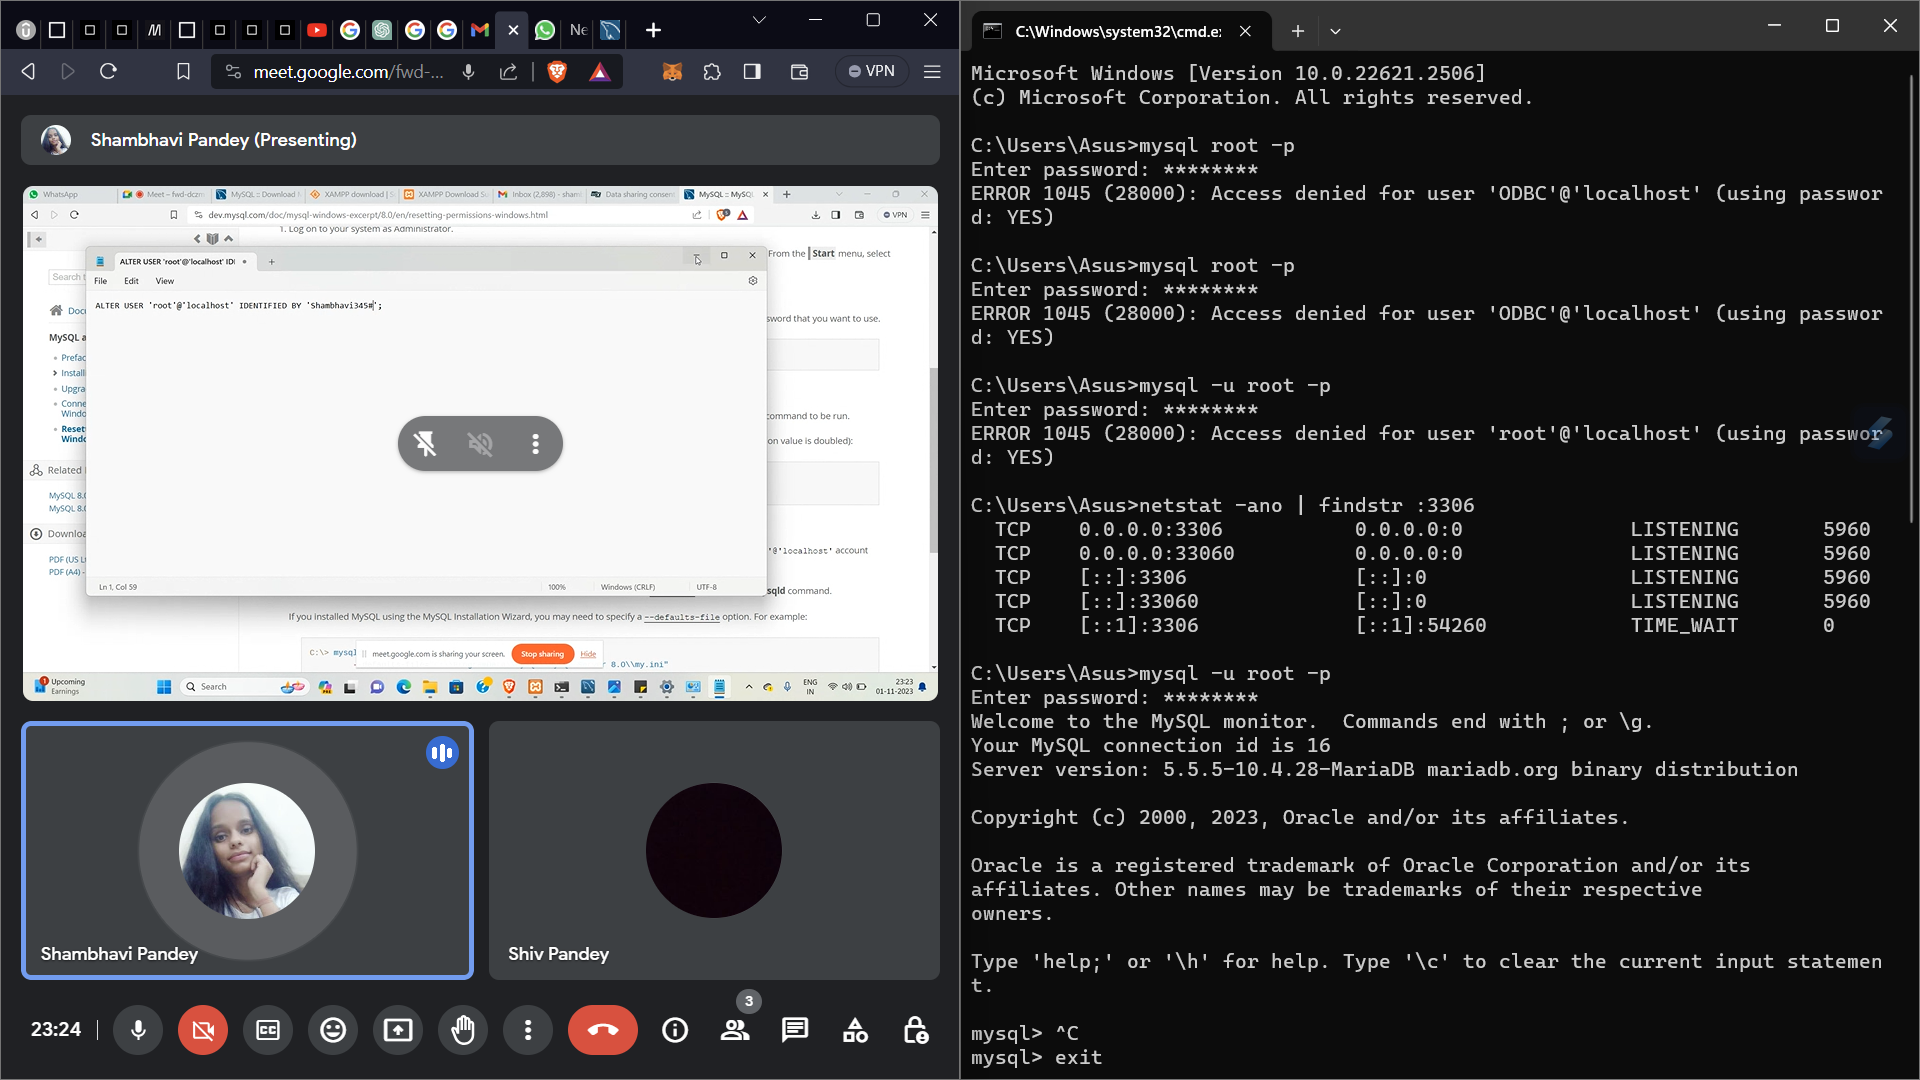 Ne
meet.google.com/fwd-...
VPN
Shambhavi Pandey (Presenting)
WhatsApp
Meet – fwd-dczm
MySQL :: Download
XAMPP download | S
XAMPP Download Su
Inbox (2,898) - sham
Data sharing consen
MySQL :: MySQ
dev.mysql.com/doc/mysql-windows-excerpt/8.0/en/resetting-permissions-windows.html
VPN
1. Log on to your system as Administrator.
From the Start menu, select
ALTER USER 'root'@'localhost' IDI
File Edit View
ALTER USER 'root'@'localhost' IDENTIFIED BY 'Shambhavi345#';
Search t
Docu
sword that you want to use.
MySQL a
Prefac
Install
Upgra
Conne
Windo
Reset
Windo
command to be run.
on value is doubled):
Related
MySQL 8.0
MySQL 8.0
Downloa
PDF (US L
PDF (A4) -
'@'localhost' account
Ln 1, Col 59
100%
Windows (CRLF)
UTF-8
sqld command.
If you installed MySQL using the MySQL Installation Wizard, you may need to specify a --defaults-file option. For example:
C:\> mysql
meet.google.com is sharing your screen.
Stop sharing
Hide
r 8.0\\my.ini"
1
Upcoming
Earnings
Search
ENG
IN
23:23
01-11-2023
Shambhavi Pandey
Shiv Pandey
23:24
3
C:\Windows\system32\cmd.e
Microsoft Windows [Version 10.0.22621.2506]
(c) Microsoft Corporation. All rights reserved.
C:\Users\Asus>mysql root -p
Enter password: ********
ERROR 1045 (28000): Access denied for user 'ODBC'@'localhost' (using passwor
d: YES)
C:\Users\Asus>mysql root -p
Enter password: ********
ERROR 1045 (28000): Access denied for user 'ODBC'@'localhost' (using passwor
d: YES)
C:\Users\Asus>mysql -u root -p
Enter password: ********
ERROR 1045 (28000): Access denied for user 'root'@'localhost' (using passwor
d: YES)
C:\Users\Asus>netstat -ano | findstr :3306
TCP 0.0.0.0:3306 0.0.0.0:0 LISTENING 5960
TCP 0.0.0.0:33060 0.0.0.0:0 LISTENING 5960
TCP [::]:3306 [::]:0 LISTENING 5960
TCP [::]:33060 [::]:0 LISTENING 5960
TCP [::1]:3306 [::1]:54260 TIME_WAIT 0
C:\Users\Asus>mysql -u root -p
Enter password: ********
Welcome to the MySQL monitor.  Commands end with ; or \g.
Your MySQL connection id is 16
Server version: 5.5.5-10.4.28-MariaDB mariadb.org binary distribution
Copyright (c) 2000, 2023, Oracle and/or its affiliates.
Oracle is a registered trademark of Oracle Corporation and/or its
affiliates. Other names may be trademarks of their respective
owners.
Type 'help;' or '\h' for help. Type '\c' to clear the current input statemen
t.
mysql> ^C
mysql> exit